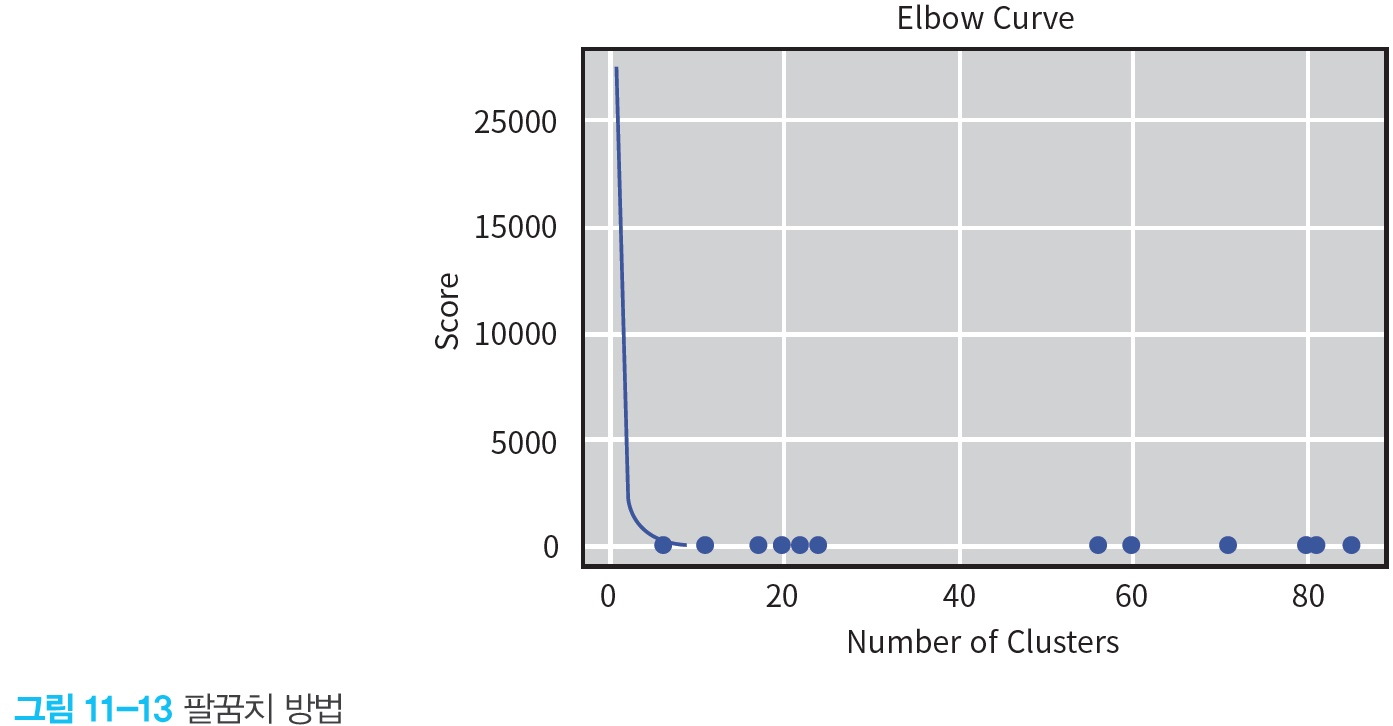 Elbow Curve
25000
15000
10000
5000
0
Score
0 20 40 60 80
Number of Clusters
그림 11-13 팔꿈치 방법